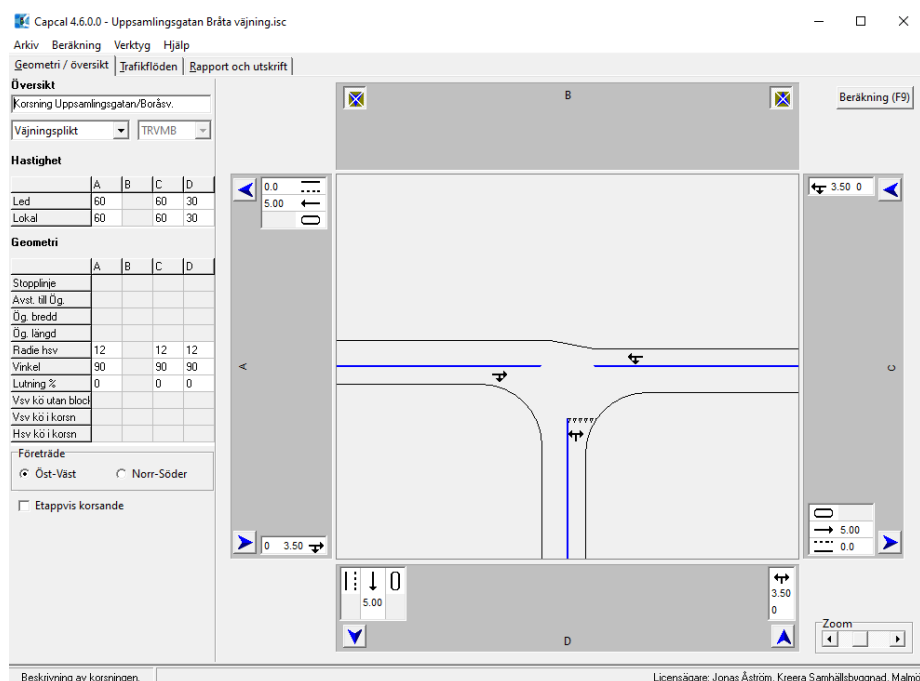 Capcal 4.6.0.0 - Uppsamlingsgatan Bråta väjning.isc
Arkiv Beräkning Verktyg Hjälp
Geometri / översikt Trafikflöden Rapport och utskrift
Översikt
Korsning Uppsamlingsgatan/Boråsv.
Väjningsplikt TRVMB
Hastighet
A B C D
Led 60 60 30
Lokal 60 60 30
Geometri
A B C D
Stopplinje
Avst. till Ög.
Ög. bredd
Ög. längd
Radie hsv 12 12 12
Vinkel 90 90 90
Lutning % 0 0 0
Vsv kö utan block
Vsv kö i korsn
Hsv kö i korsn
Företräde
Öst-Väst Norr-Söder
Etappvis korsande
B
Beräkning (F9)
0.0
5.00
3.50 0
A
C
0 3.50
5.00
0.0
5.00
3.50
0
D
Zoom
Beskrivning av korsningen.
Licensägare: Jonas Åström, Kreera Samhällsbyggnad, Malmö